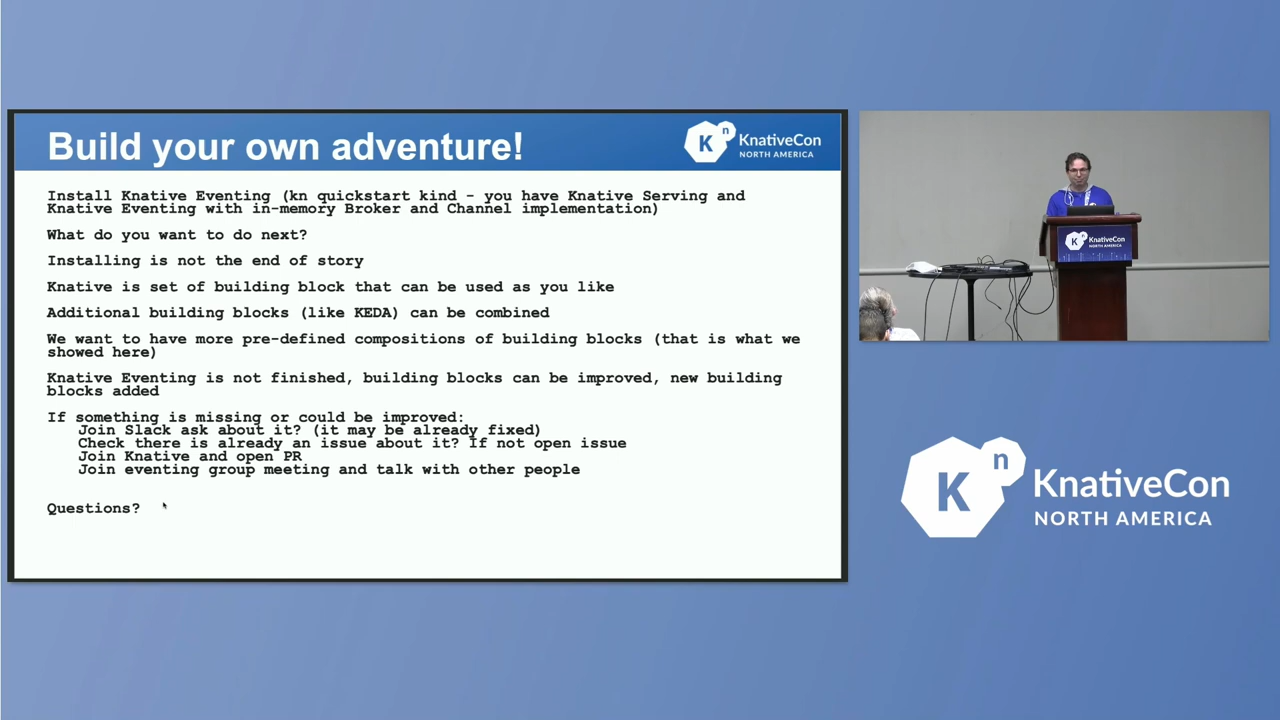 Build your own adventure!
K n KnativeCon
NORTH AMERICA
Install Knative Eventing (kn quickstart kind - you have Knative Serving and
Knative Eventing with in-memory Broker and Channel implementation)
What do you want to do next?
Installing is not the end of story
Knative is set of building block that can be used as you like
Additional building blocks (like KEDA) can be combined
We want to have more pre-defined compositions of building blocks (that is what we
showed here)
Knative Eventing is not finished, building blocks can be improved, new building
blocks added
If something is missing or could be improved:
Join Slack ask about it? (it may be already fixed)
Check there is already an issue about it? If not open issue
Join Knative and open PR
Join eventing group meeting and talk with other people
Questions?
K KnativeCon
NORTH AMERICA
K n KnativeCon
NORTH AMERICA